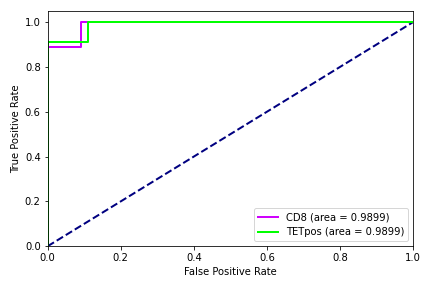 1.0
0.8
0.6
0.4
0.2
0.0
True Positive Rate
CD8 (area = 0.9899)
TETpos (area = 0.9899)
0.0 0.2 0.4 0.6 0.8 1.0
False Positive Rate